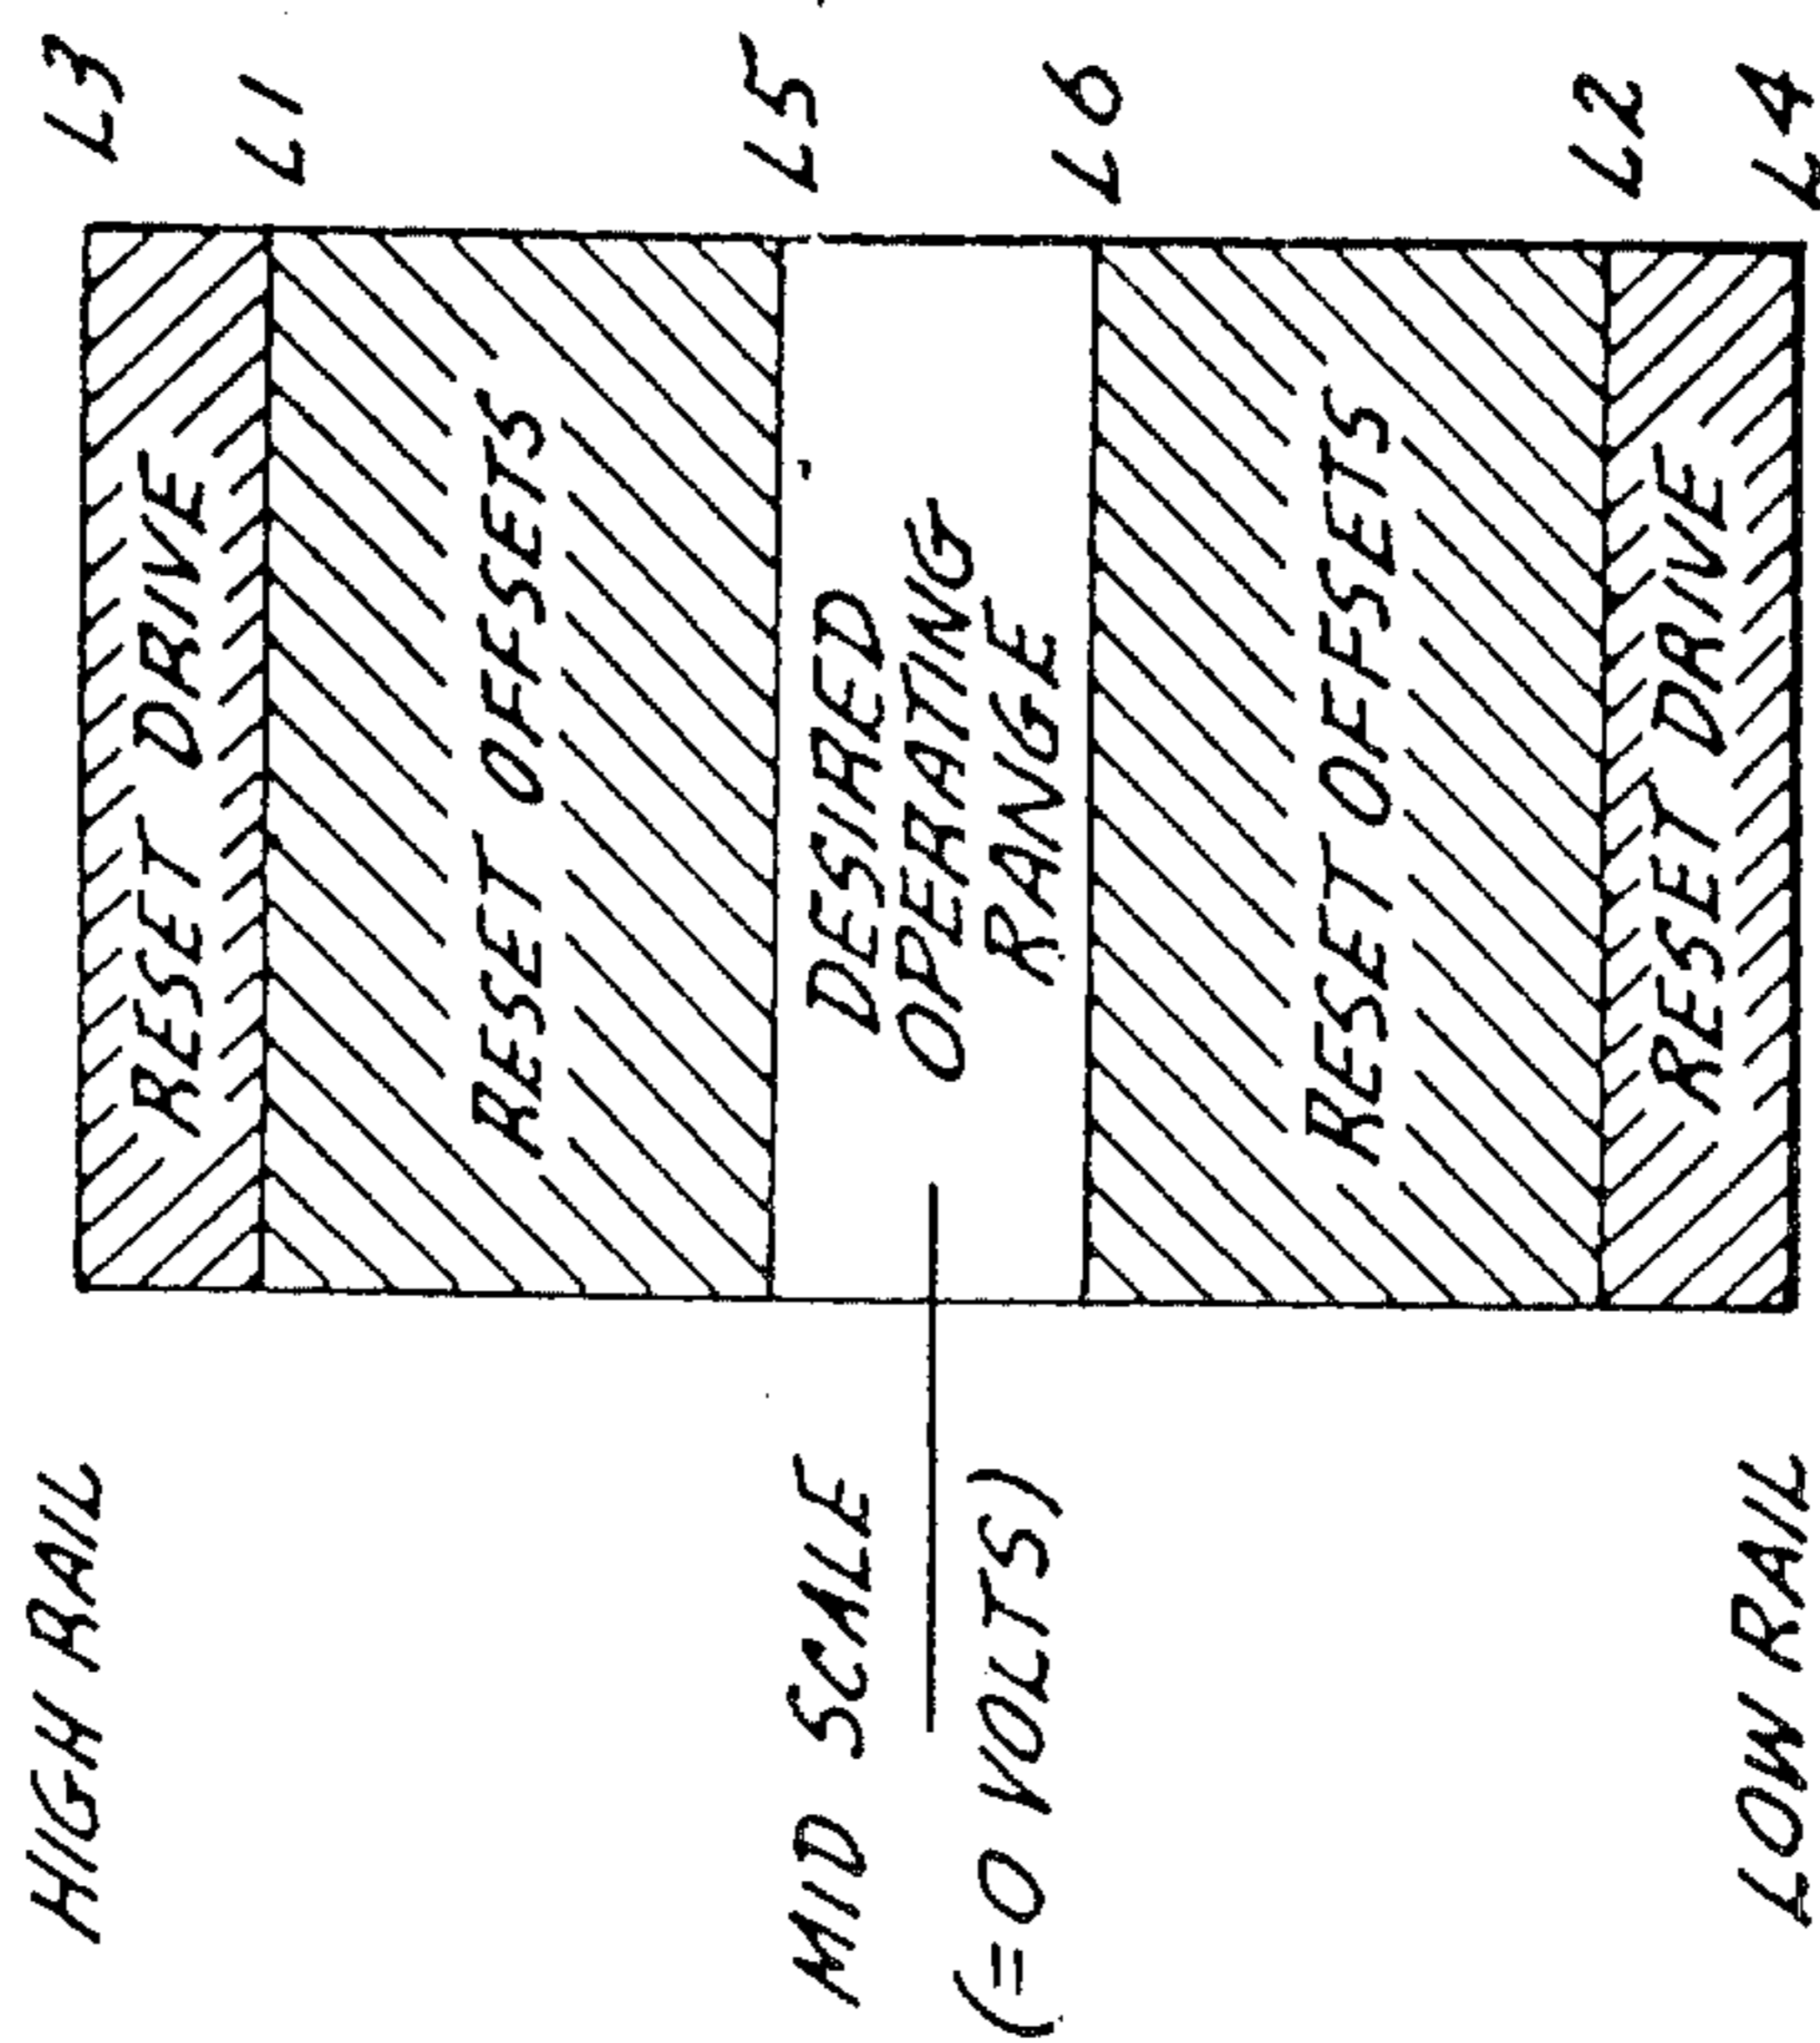 HIGH RAIL
MID SCALE
(=0 VOLTS)
LOW RAIL
RESET DRIVE
RESET OFFSETS
DESIRED
OPERATING
RANGE
RESET OFFSETS
RESET DRIVE
L3
L1
L5
L6
L2
L4